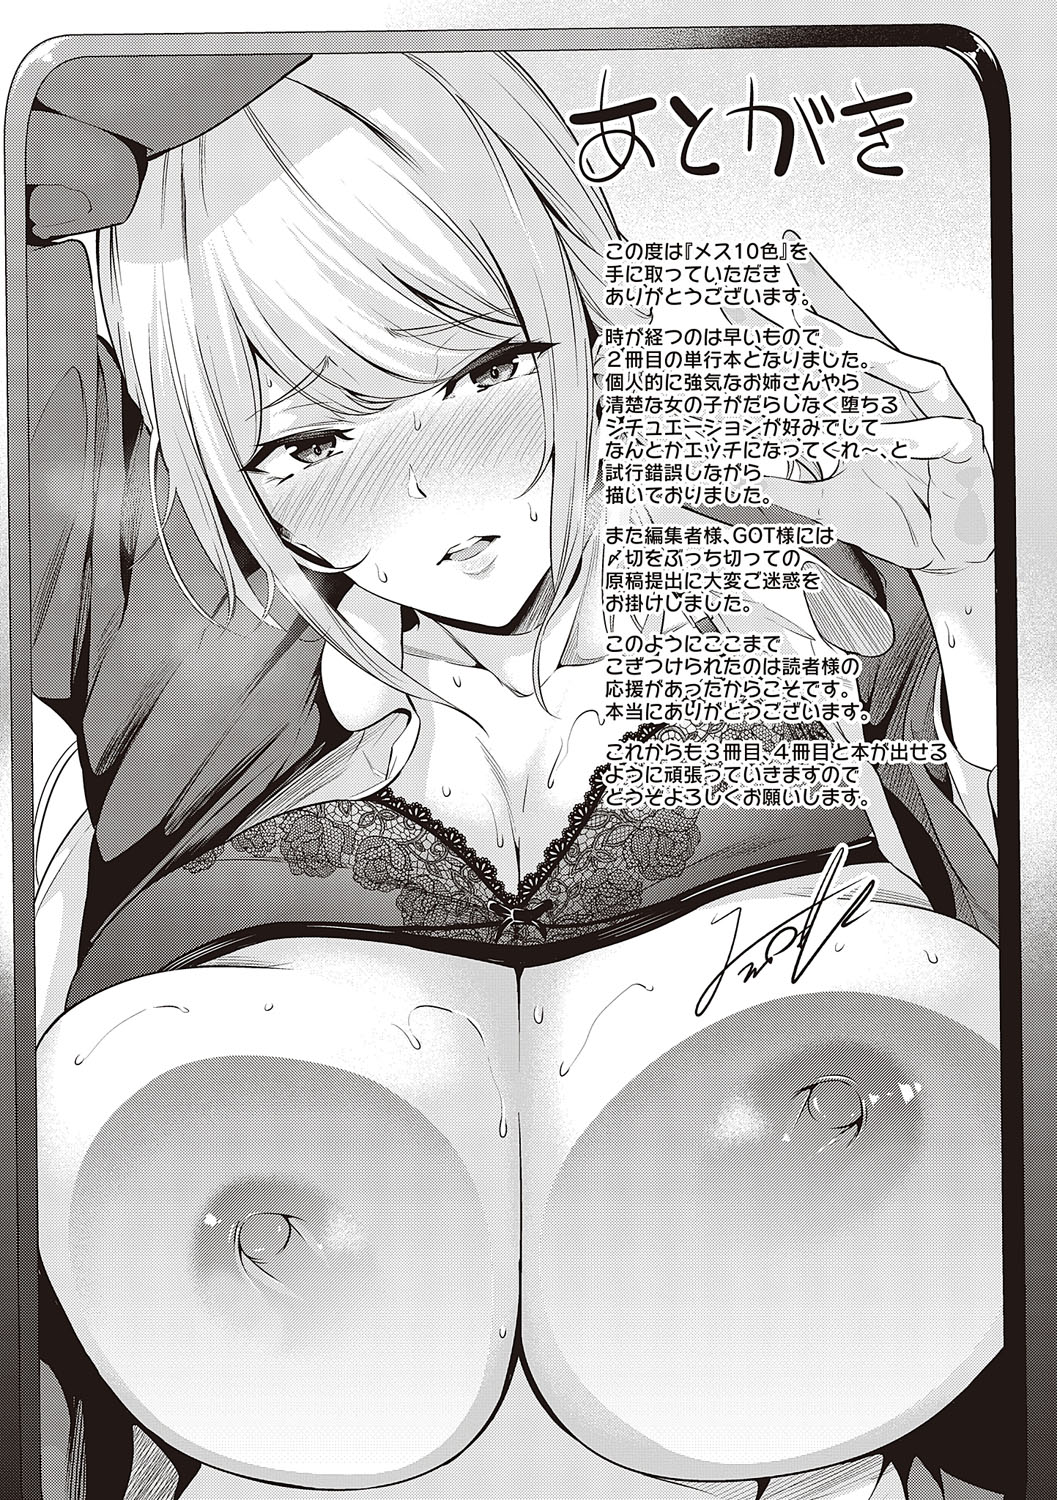 あとがき
この度は『メス10色』を
手に取っていただき
ありがとうございます。
時が経つのは早いもので、
２冊目の単行本となりました。
個人的に強気なお姉さんやら
清楚な女の子がだらしなく堕ちる
シチュエーションが好みでして
なんとかエッチになってくれ〜、と
試行錯誤しながら
描いでおりました。
また編集者様、GOT様には
〆切をぶっち切っての
原稿提出に大変ご迷惑を
お掛けしました。
このようにここまで
こぎつけられたのは読者様の
応援があったからこそです。
本当にありがとうございます。
これからも３冊目、４冊目と本が出せる
ように頑張っていきますので
どうぞよろしくお願いします。